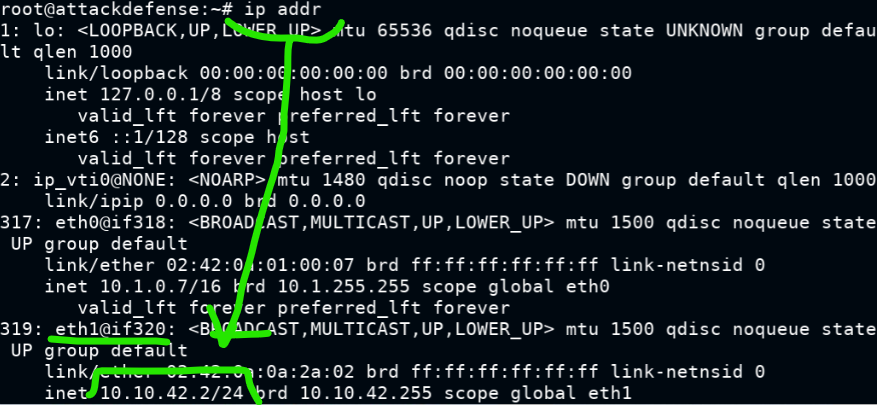 root@attackdefense:~# ip addr
1: lo: <LOOPBACK,UP,LOWER_UP> mtu 65536 qdisc noqueue state UNKNOWN group defau
lt qlen 1000
    link/loopback 00:00:00:00:00:00 brd 00:00:00:00:00:00
    inet 127.0.0.1/8 scope host lo
       valid_lft forever preferred_lft forever
    inet6 ::1/128 scope host
       valid_lft forever preferred_lft forever
2: ip_vti0@NONE: <NOARP> mtu 1480 qdisc noop state DOWN group default qlen 1000
    link/ipip 0.0.0.0 brd 0.0.0.0
317: eth0@if318: <BROADCAST,MULTICAST,UP,LOWER_UP> mtu 1500 qdisc noqueue state
 UP group default
    link/ether 02:42:0a:01:00:07 brd ff:ff:ff:ff:ff:ff link-netnsid 0
    inet 10.1.0.7/16 brd 10.1.255.255 scope global eth0
       valid_lft forever preferred_lft forever
319: eth1@if320: <BROADCAST,MULTICAST,UP,LOWER_UP> mtu 1500 qdisc noqueue state
 UP group default
    link/ether 02:42:0a:0a:2a:02 brd ff:ff:ff:ff:ff:ff link-netnsid 0
    inet 10.10.42.2/24 brd 10.10.42.255 scope global eth1